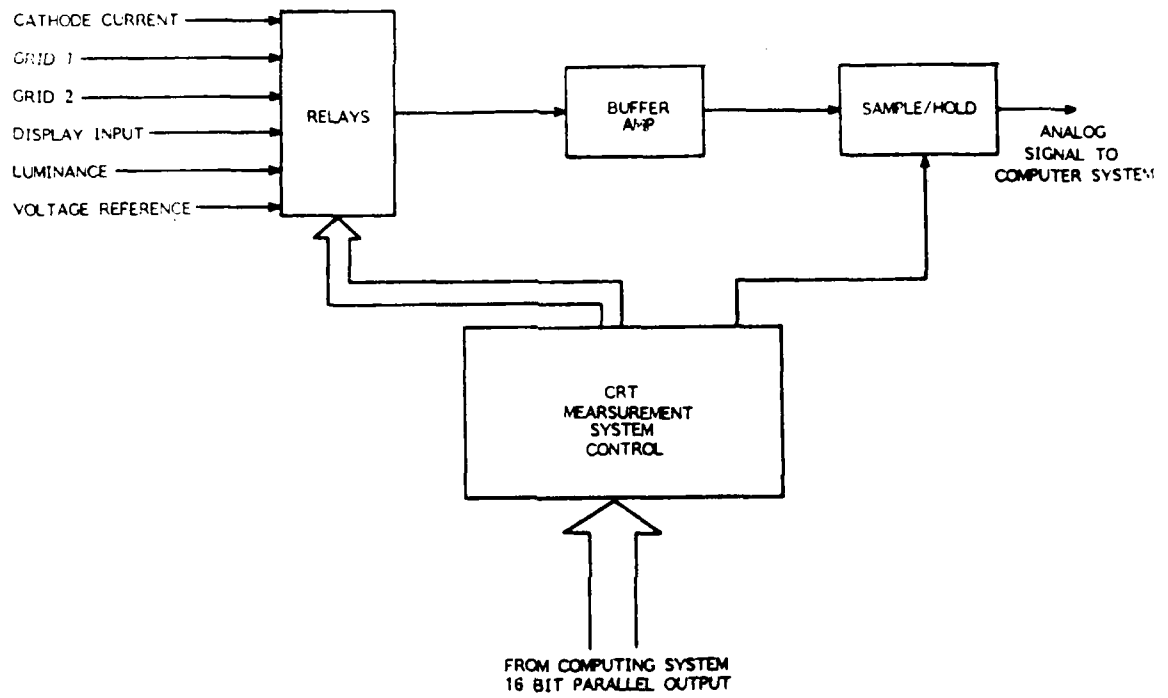 CATHODE CURRENT
GRID 1
GRID 2
DISPLAY INPUT
LUMINANCE
VOLTAGE REFERENCE
RELAYS
BUFFER
AMP
SAMPLE/HOLD
ANALOG
SIGNAL TO
COMPUTER SYSTEM
CRT
MEARSUREMENT
SYSTEM
CONTROL
FROM COMPUTING SYSTEM
16 BIT PARALLEL OUTPUT